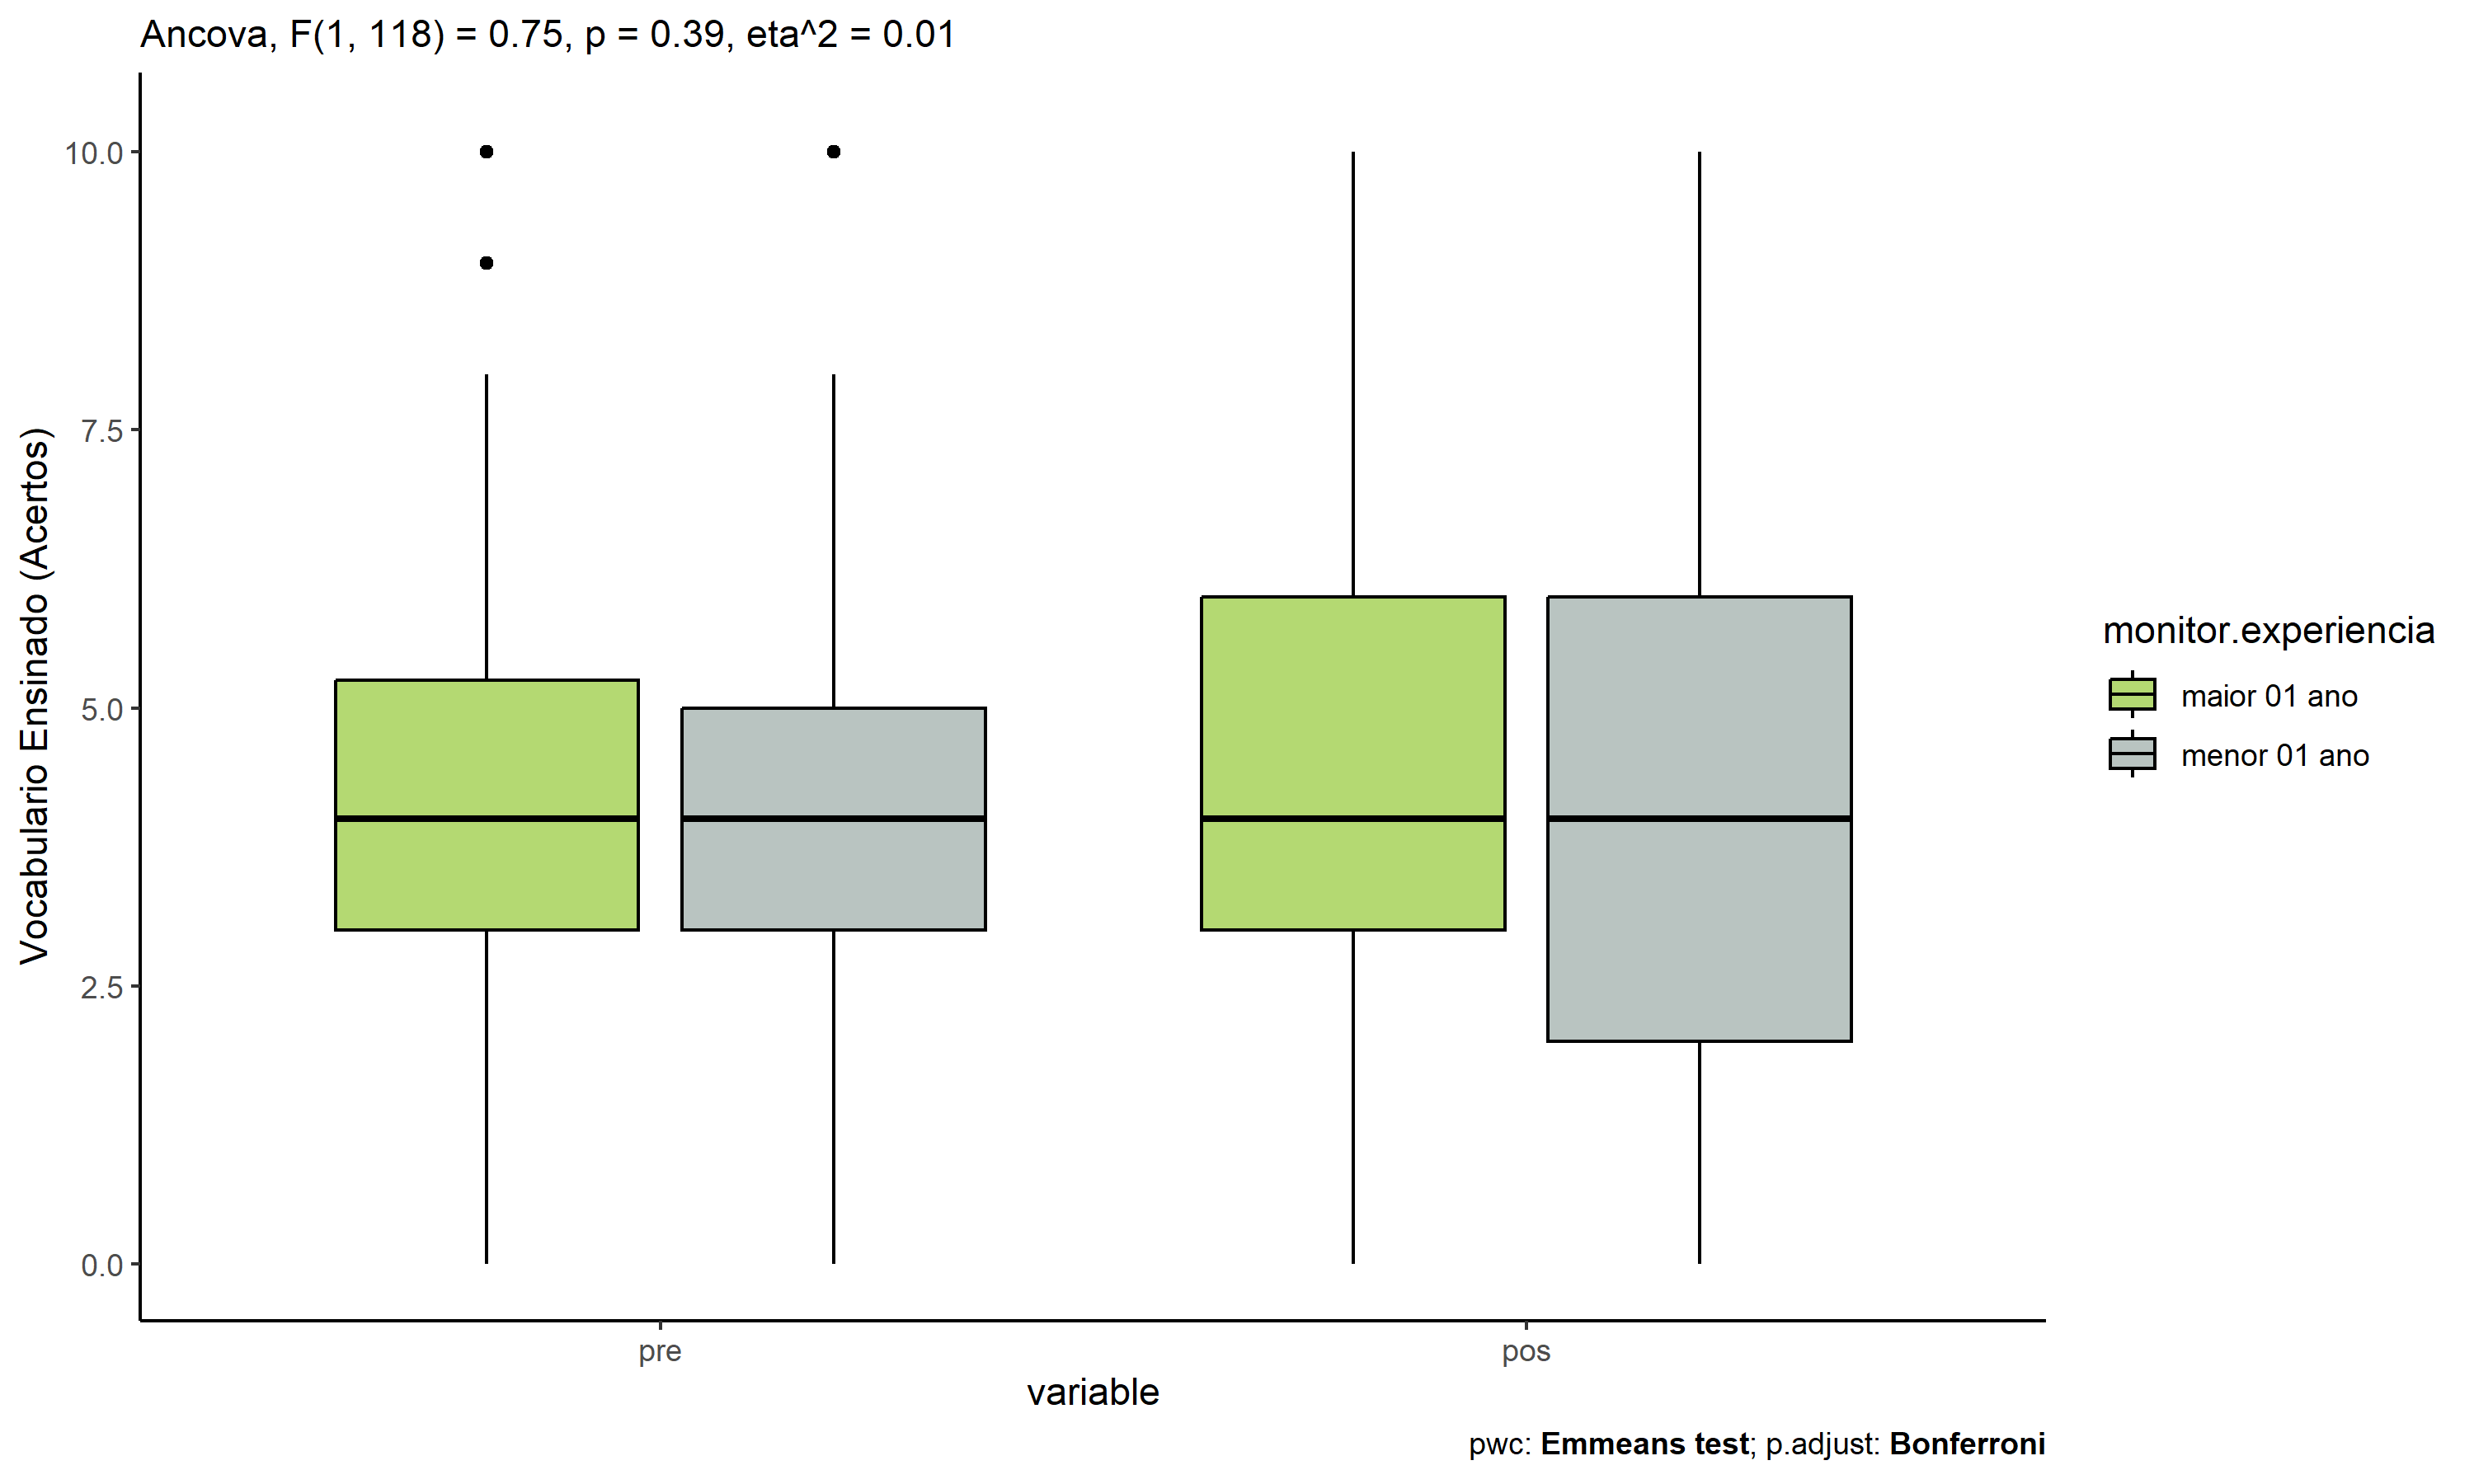 Ancova, F(1, 118) = 0.75, p = 0.39, eta^2 = 0.01
Vocabulario Ensinado (Acertos)
10.0
7.5
5.0
2.5
0.0
pre
pos
variable
monitor.experiencia
maior 01 ano
menor 01 ano
pwc: Emmeans test; p.adjust: Bonferroni